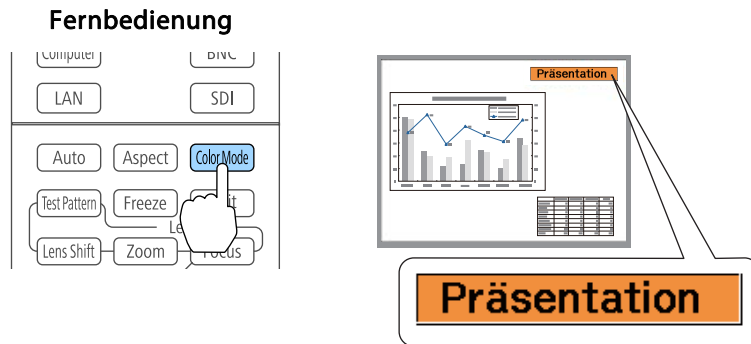 Fernbedienung
Computer
BNC
LAN
SDI
Auto
Aspect
Color Mode
Test Pattern
Freeze
Lens Shift
Zoom
Focus
Präsentation
Präsentation